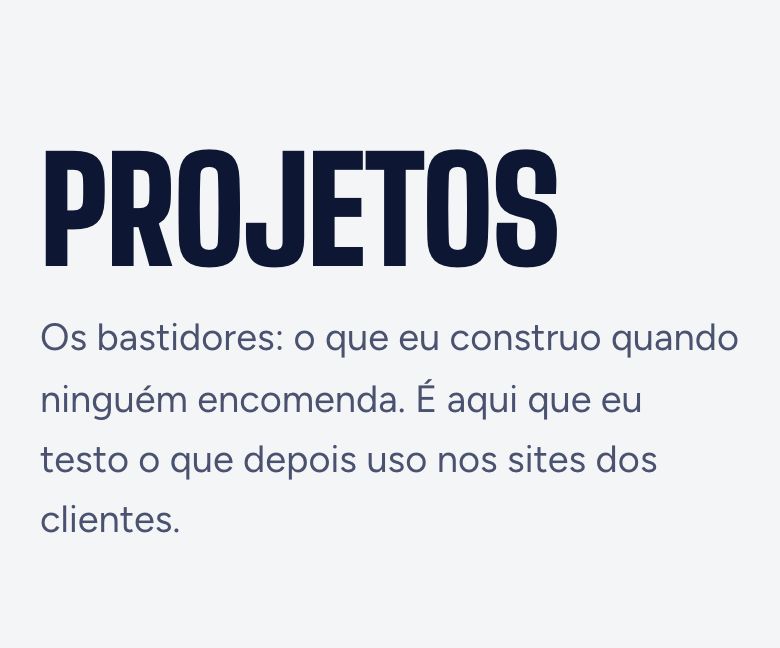 PROJETOS
Os bastidores: o que eu construo quando
ninguém encomenda. É aqui que eu
testo o que depois uso nos sites dos
clientes.